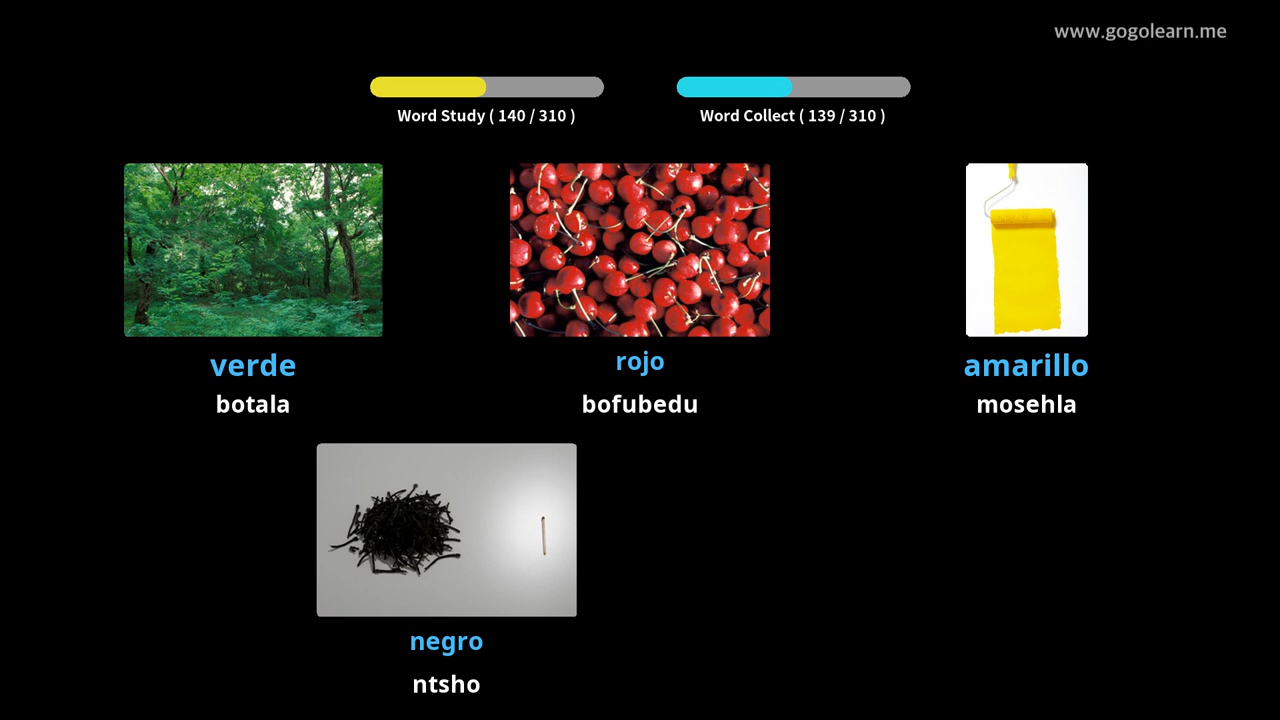 www.gogolearn.me
Word Study ( 140 / 310 )
Word Collect ( 139 / 310 )
verde
botala
rojo
bofubedu
amarillo
mosehla
negro
ntsho